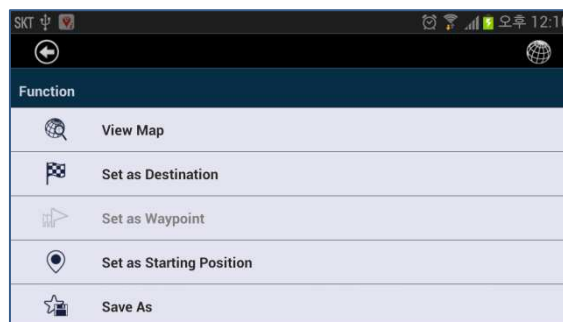 SKT 오후 12:10
Function
View Map
Set as Destination
Set as Waypoint
Set as Starting Position
Save As